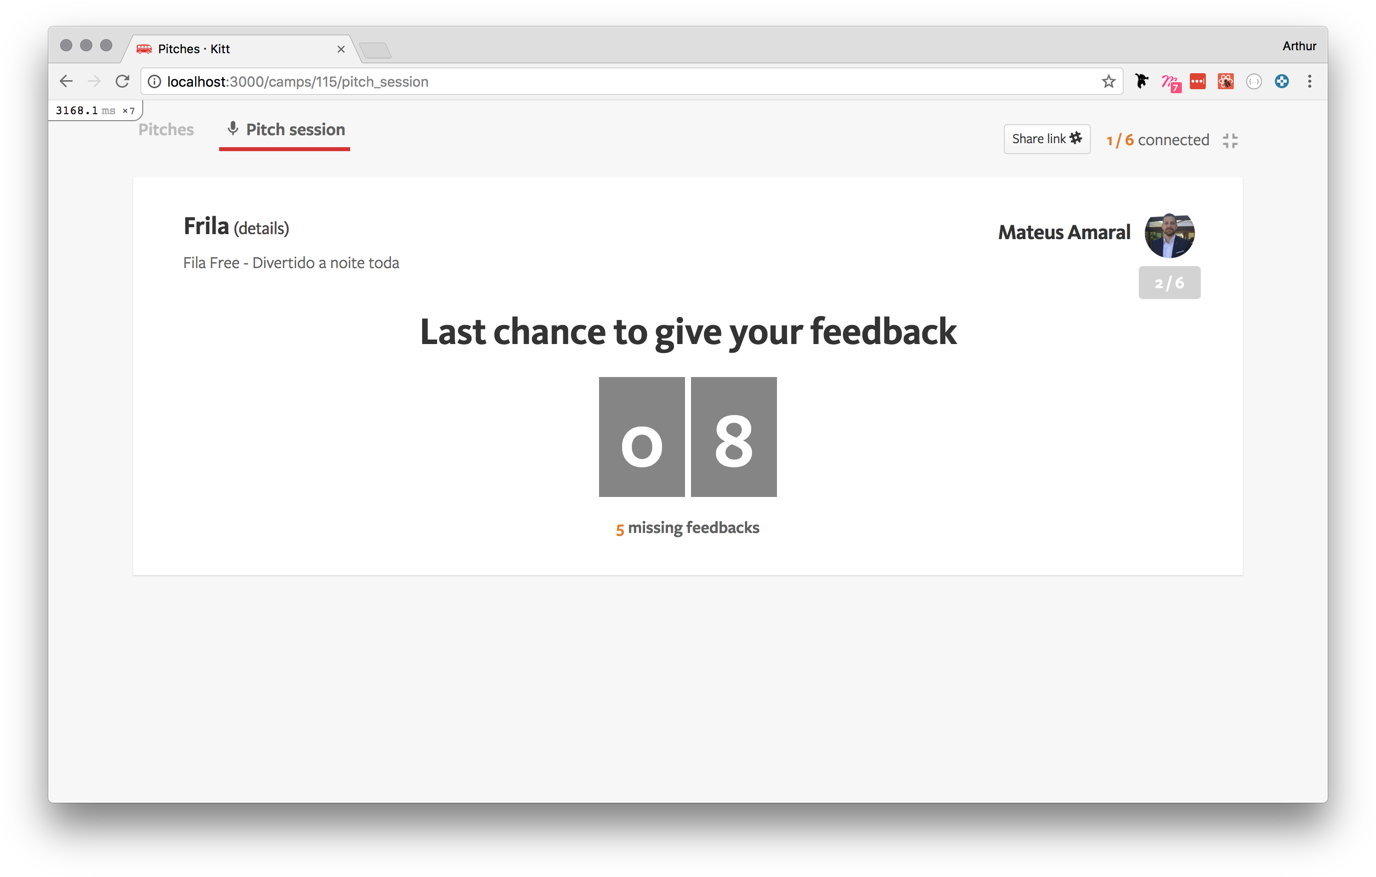 Pitches · Kitt
Arthur
localhost:3000/camps/115/pitch_session
7
3168.1 ms ×7
Pitches
Pitch session
Share link
1 / 6 connected
Frila (details)
Mateus Amaral
Fila Free - Divertido a noite toda
2 / 6
Last chance to give your feedback
0 8
5 missing feedbacks